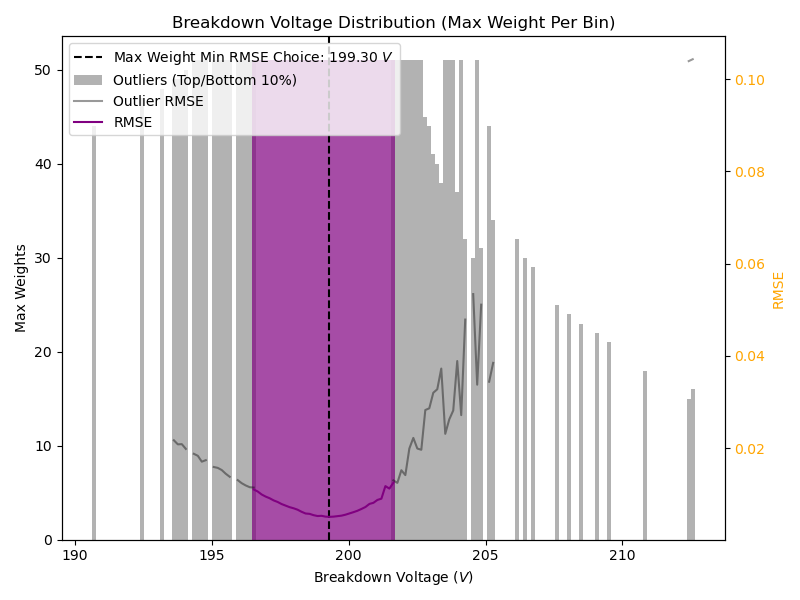 Breakdown Voltage Distribution (Max Weight Per Bin)
Max Weight Min RMSE Choice: 199.30 V
Outliers (Top/Bottom 10%)
Outlier RMSE
RMSE
50
40
30
20
10
0
Max Weights
0.10
0.08
0.06
0.04
0.02
RMSE
190
195
200
205
210
Breakdown Voltage (V)